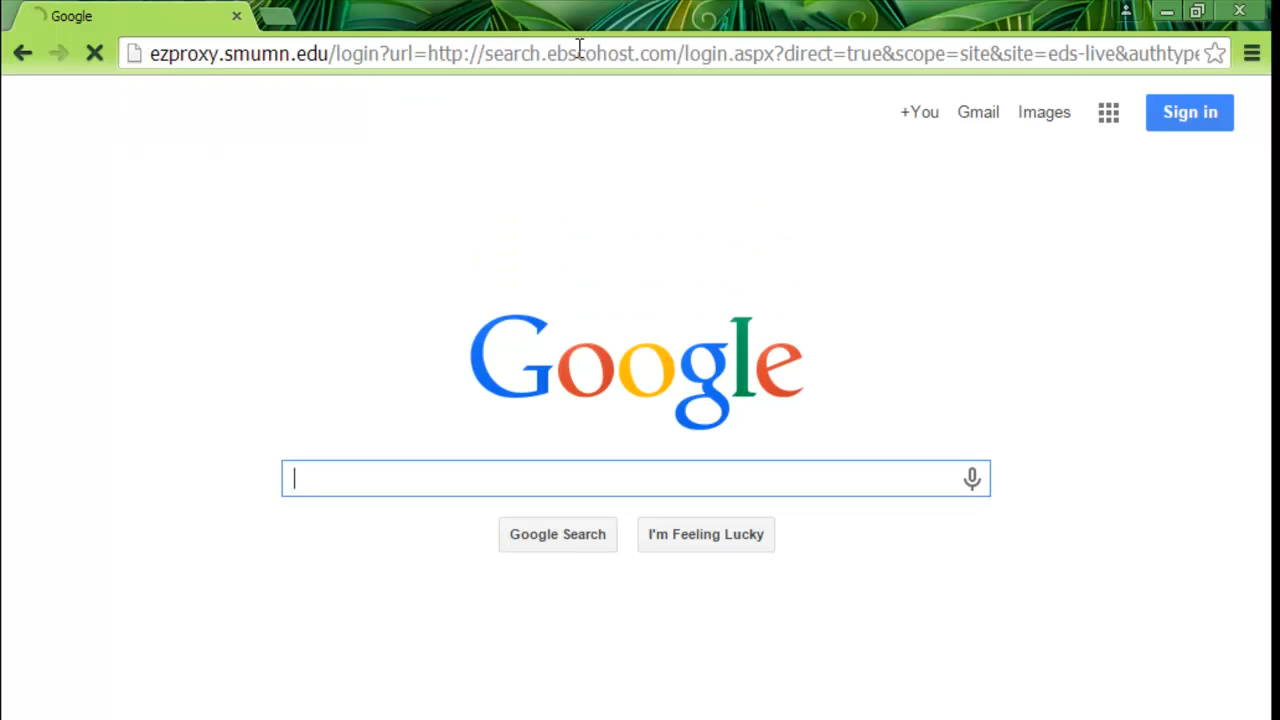 Google
ezproxy.smumn.edu/login?url=http://search.ebscohost.com/login.aspx?direct=true&scope=site&site=eds-live&authtype
+You Gmail Images Sign in
Google
Google Search I'm Feeling Lucky